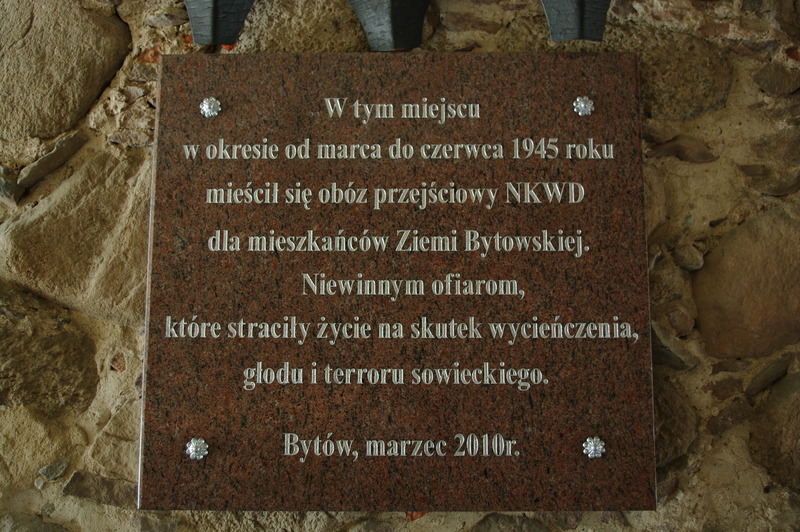 W tym miejscu
w okresie od marca do czerwca 1945 roku
mieścił się obóz przejściowy NKWD
dla mieszkańców Ziemi Bytowskiej.
Niewinnym ofiarom,
które straciły życie na skutek wycieńczenia,
głodu i terroru sowieckiego.
Bytów, marzec 2010r.